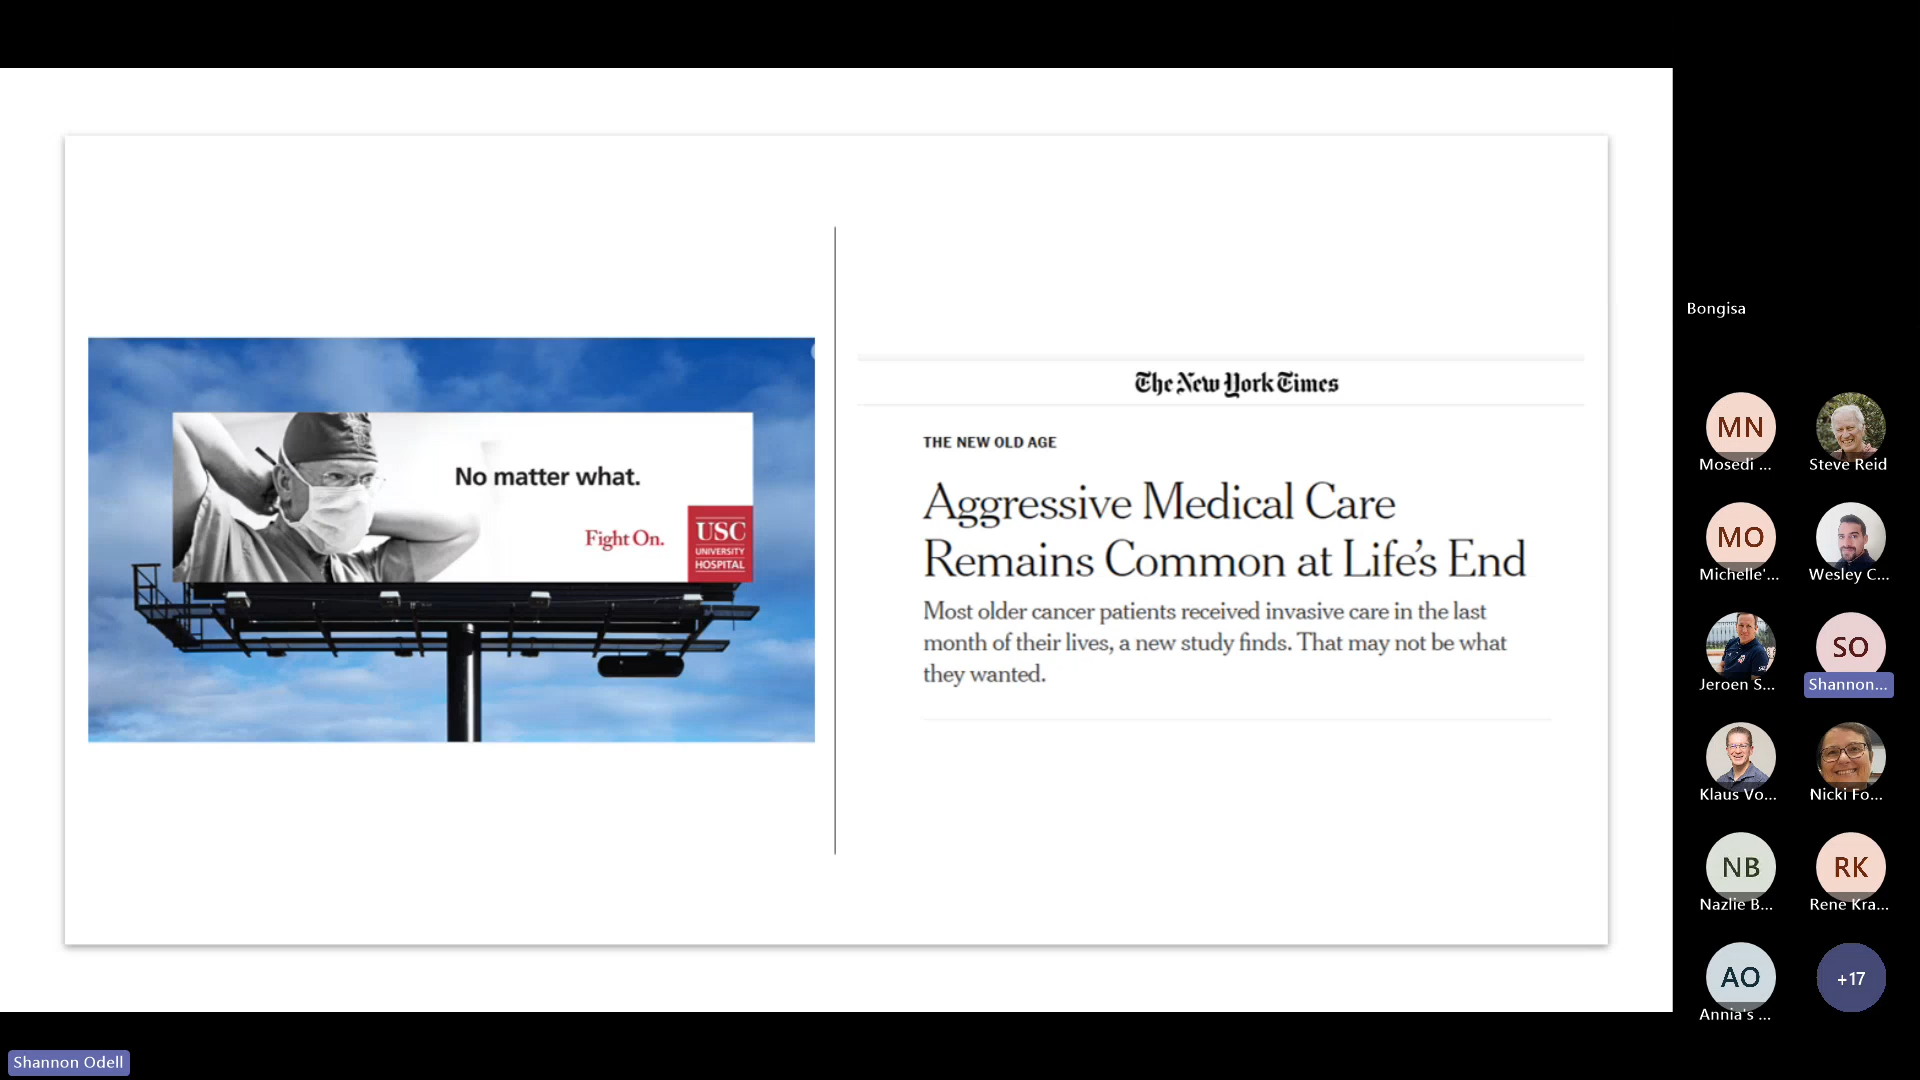 No matter what.
Fight On.
USC
UNIVERSITY
HOSPITAL
The New York Times
THE NEW OLD AGE
Aggressive Medical Care
Remains Common at Life's End
Most older cancer patients received invasive care in the last
month of their lives, a new study finds. That may not be what
they wanted.
Bongisa
MN
Mosedi ...
Steve Reid
MO
Michelle'...
Wesley C...
Jeroen S...
SO
Shannon...
Klaus Vo...
Nicki Fo...
NB
Nazlie B...
RK
Rene Kra...
AO
Annia's ...
+17
Shannon Odell